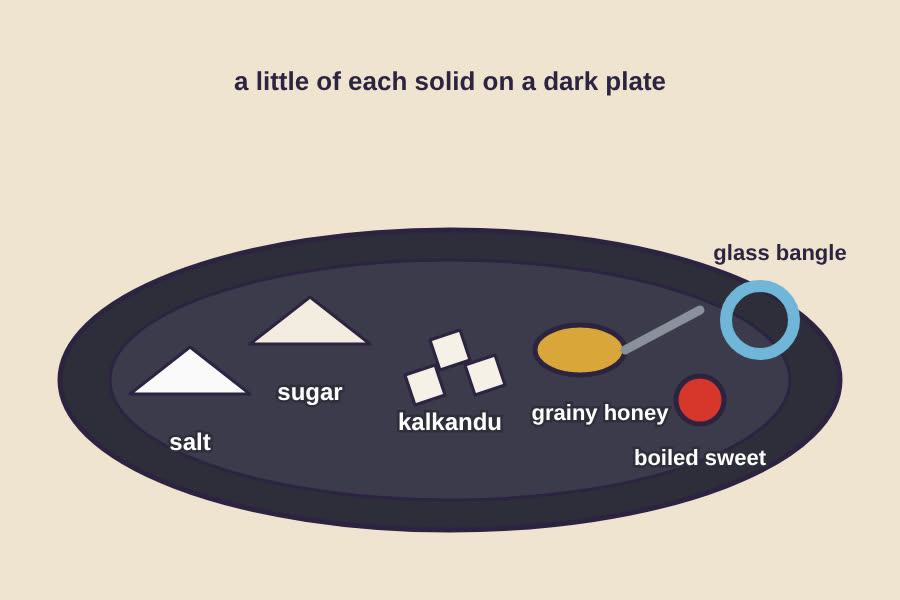 a little of each solid on a dark plate
glass bangle
sugar
kalkandu
grainy honey
salt
boiled sweet